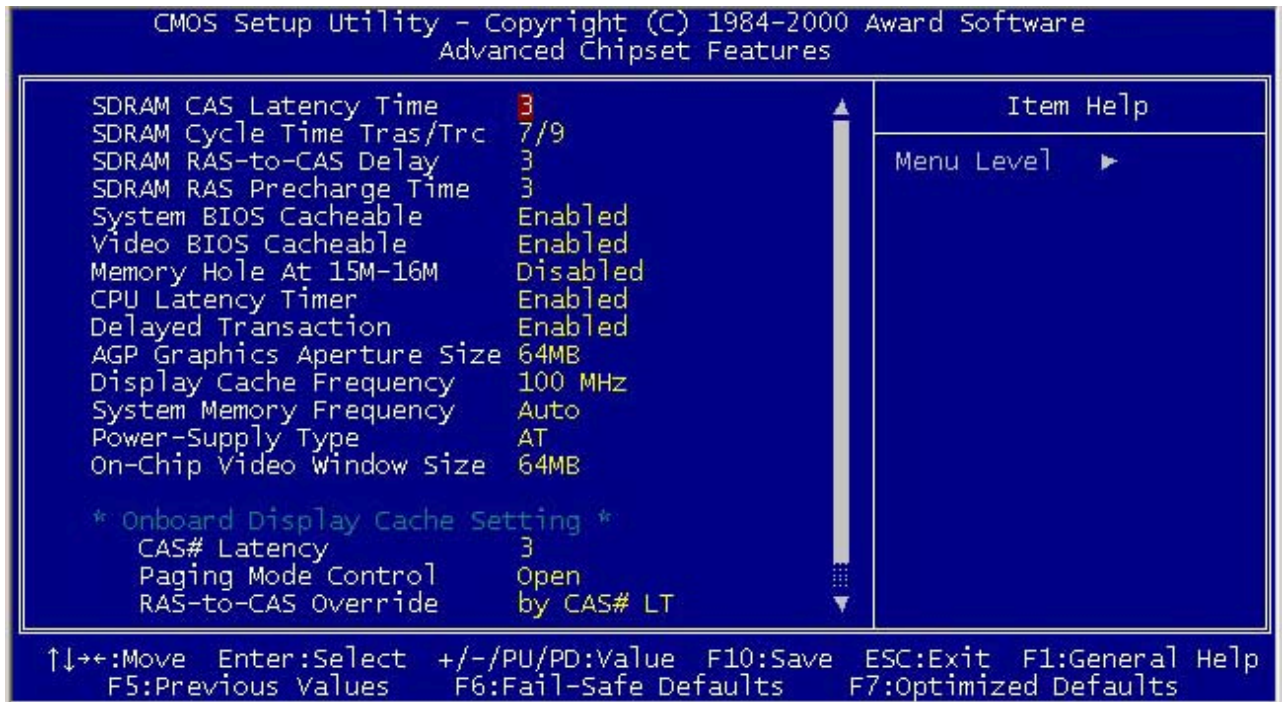 CMOS Setup Utility – Copyright (C) 1984–2000 Award Software
Advanced Chipset Features
SDRAM CAS Latency Time 3
SDRAM Cycle Time Tras/Trc 7/9
SDRAM RAS-to-CAS Delay 3
SDRAM RAS Precharge Time 3
System BIOS Cacheable Enabled
Video BIOS Cacheable Enabled
Memory Hole At 15M-16M Disabled
CPU Latency Timer Enabled
Delayed Transaction Enabled
AGP Graphics Aperture Size 64MB
Display Cache Frequency 100 MHz
System Memory Frequency Auto
Power-Supply Type AT
On-Chip Video Window Size 64MB
* Onboard Display Cache Setting *
CAS# Latency 3
Paging Mode Control Open
RAS-to-CAS Override by CAS# LT
Item Help
Menu Level ►
↑↓→←:Move Enter:Select +/-/PU/PD:Value F10:Save ESC:Exit F1:General Help
F5:Previous Values F6:Fail-Safe Defaults F7:Optimized Defaults